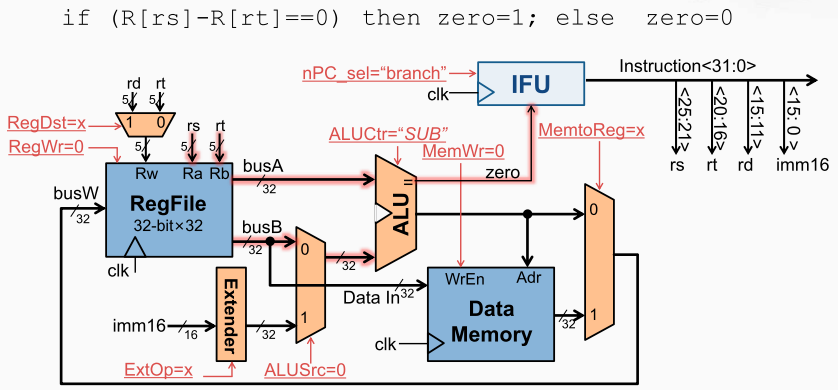 if (R[rs]-R[rt]==0) then zero=1; else zero=0
nPC_sel="branch"
IFU
clk
Instruction<31:0>
<25:21>
<20:16>
<15:11>
<15: 0>
rs
rt
rd
imm16
rd
rt
5
5
RegDst=x
1
0
RegWr=0
5
rs
rt
5
5
Rw
Ra
Rb
busA
32
RegFile
32-bit×32
clk
busW
32
busB
32
ALUCtr="SUB"
MemWr=0
MemtoReg=x
=
zero
ALU
0
1
32
Data In
32
WrEn
Adr
Data
Memory
clk
32
0
1
imm16
16
Extender
32
ExtOp=x
ALUSrc=0